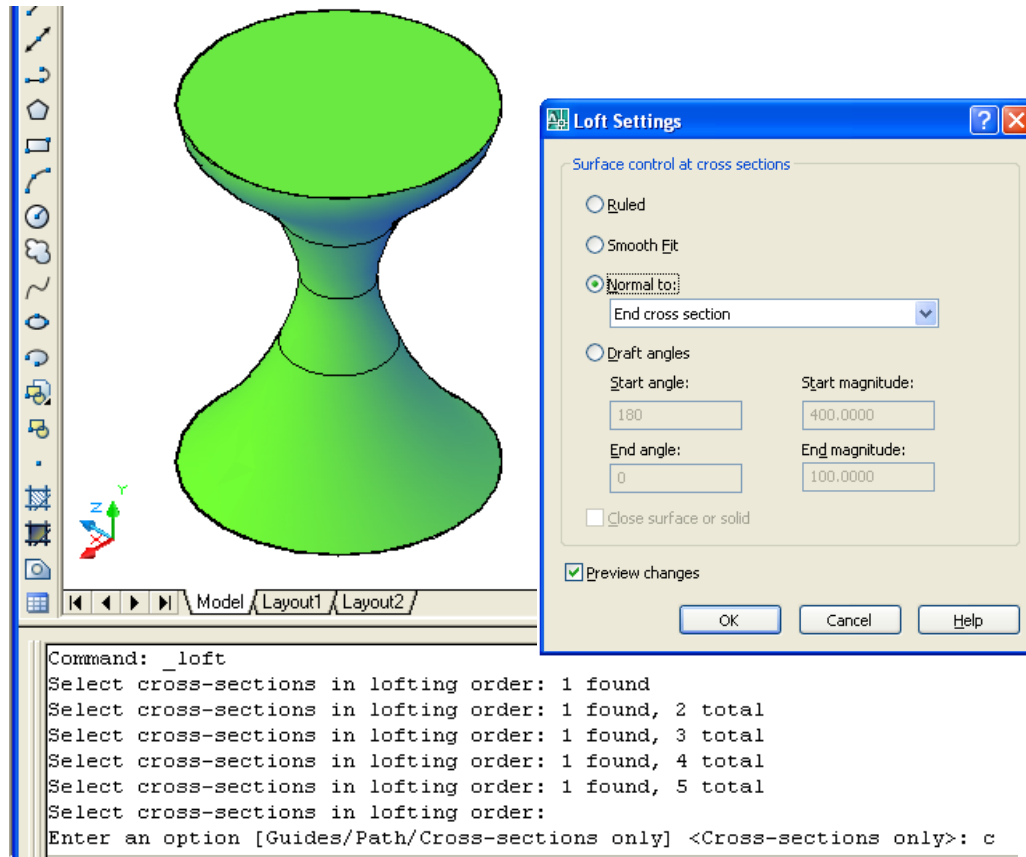 Loft Settings
Surface control at cross sections
Ruled
Smooth Fit
Normal to:
End cross section
Draft angles
Start angle: Start magnitude:
180 400.0000
End angle: End magnitude:
0 100.0000
Close surface or solid
Preview changes
OK Cancel Help
Z Y
X
Model Layout1 Layout2
Command: _loft
Select cross-sections in lofting order: 1 found
Select cross-sections in lofting order: 1 found, 2 total
Select cross-sections in lofting order: 1 found, 3 total
Select cross-sections in lofting order: 1 found, 4 total
Select cross-sections in lofting order: 1 found, 5 total
Select cross-sections in lofting order:
Enter an option [Guides/Path/Cross-sections only] <Cross-sections only>: c